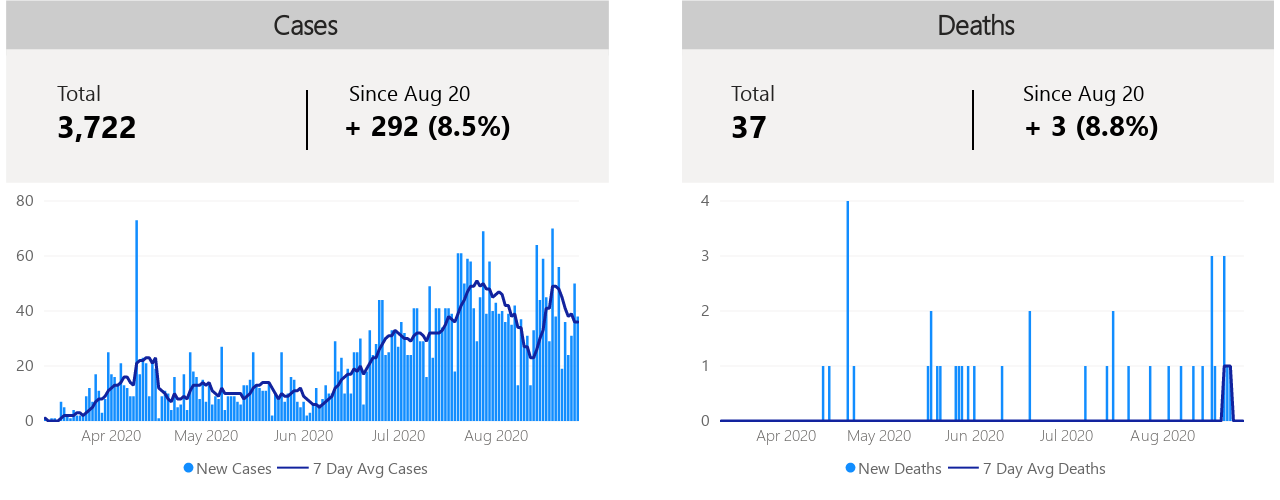 Cases
Total
3,722
Since Aug 20
+ 292 (8.5%)
80
60
40
20
0
Apr 2020 May 2020 Jun 2020 Jul 2020 Aug 2020
New Cases 7 Day Avg Cases
Deaths
Total
37
Since Aug 20
+ 3 (8.8%)
4
3
2
1
0
Apr 2020 May 2020 Jun 2020 Jul 2020 Aug 2020
New Deaths 7 Day Avg Deaths